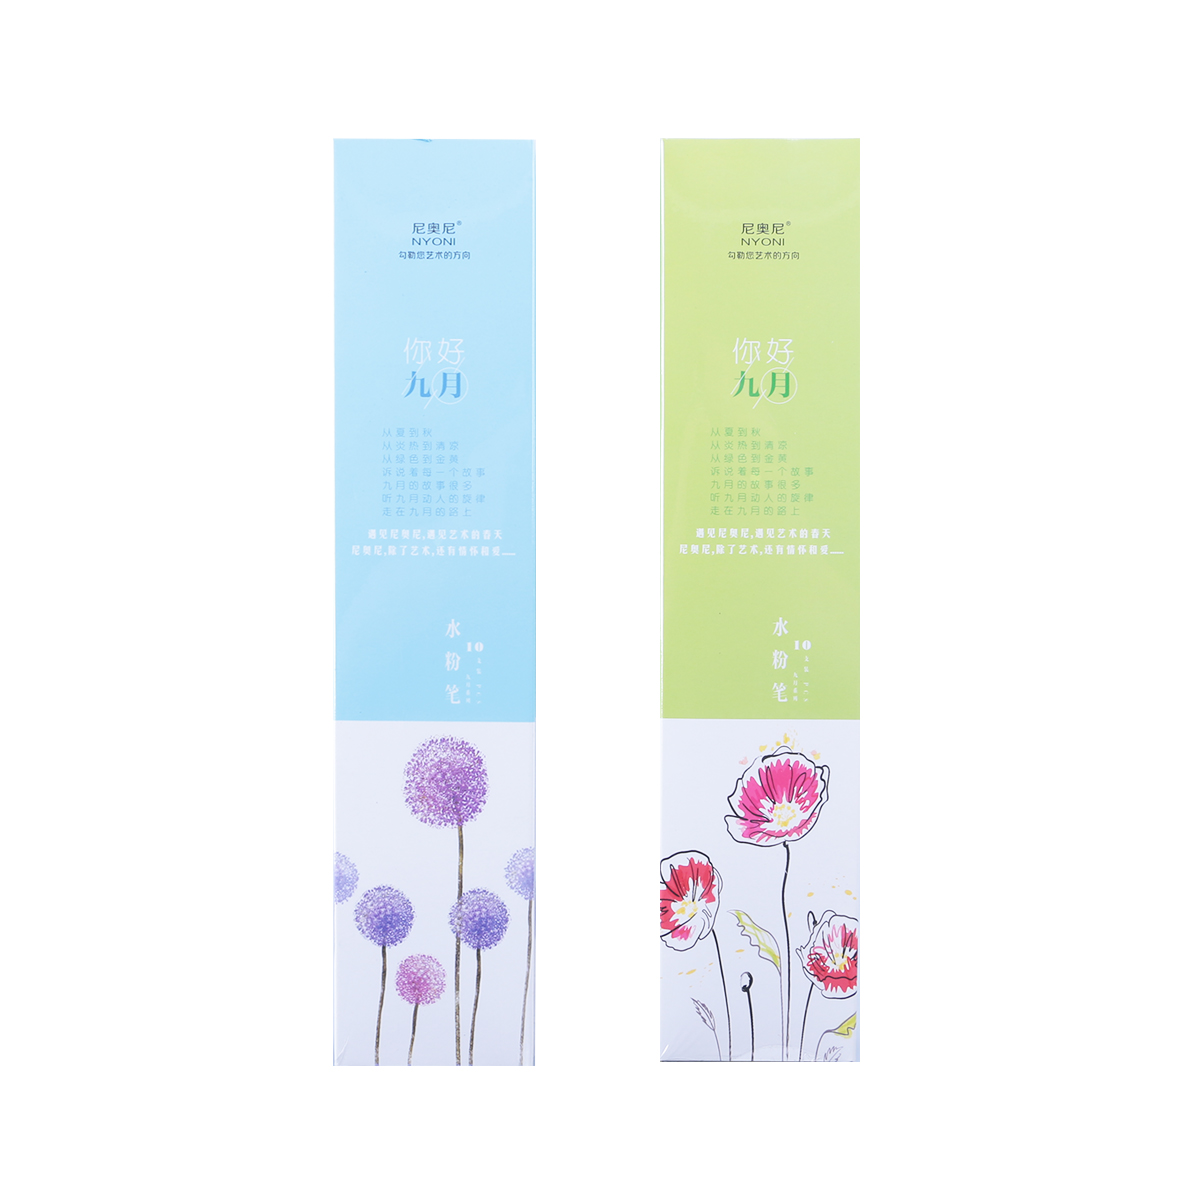 尼奥尼®
NYONI
勾勒您艺术的方向
你好
九月
从夏到秋
从炎热到清凉
从绿色到金黄
诉说着每一个故事
九月的故事很多
听九月动人的旋律
走在九月的路上
遇见尼奥尼,遇见艺术的春天
尼奥尼,除了艺术,还有情怀和爱——
水粉笔
10
尼奥尼®
NYONI
勾勒您艺术的方向
你好
九月
从夏到秋
从炎热到清凉
从绿色到金黄
诉说着每一个故事
九月的故事很多
听九月动人的旋律
走在九月的路上
遇见尼奥尼,遇见艺术的春天
尼奥尼,除了艺术,还有情怀和爱——
水粉笔
10